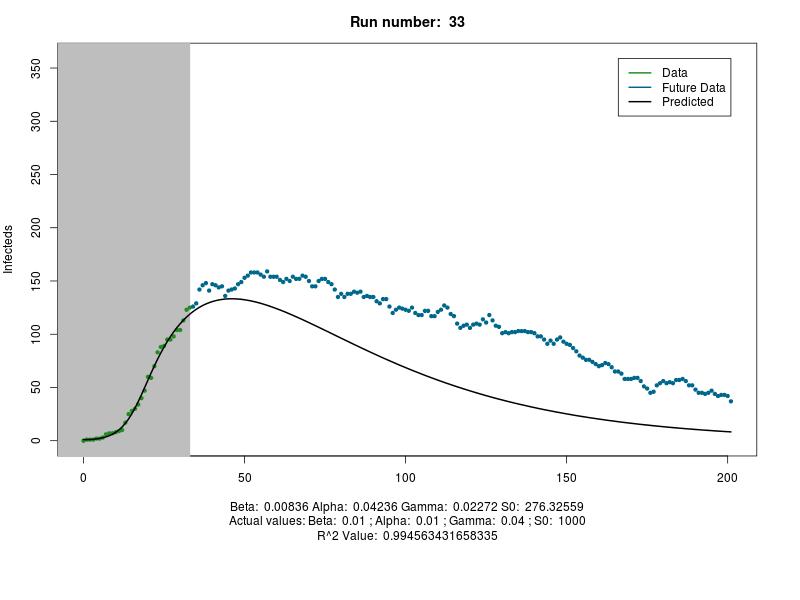 Run number: 33
Data
Future Data
Predicted
Infecteds
350
300
250
200
150
100
50
0
0 50 100 150 200
Beta: 0.00836 Alpha: 0.04236 Gamma: 0.02272 S0: 276.32559
Actual values: Beta: 0.01 ; Alpha: 0.01 ; Gamma: 0.04 ; S0: 1000
R^2 Value: 0.994563431658335